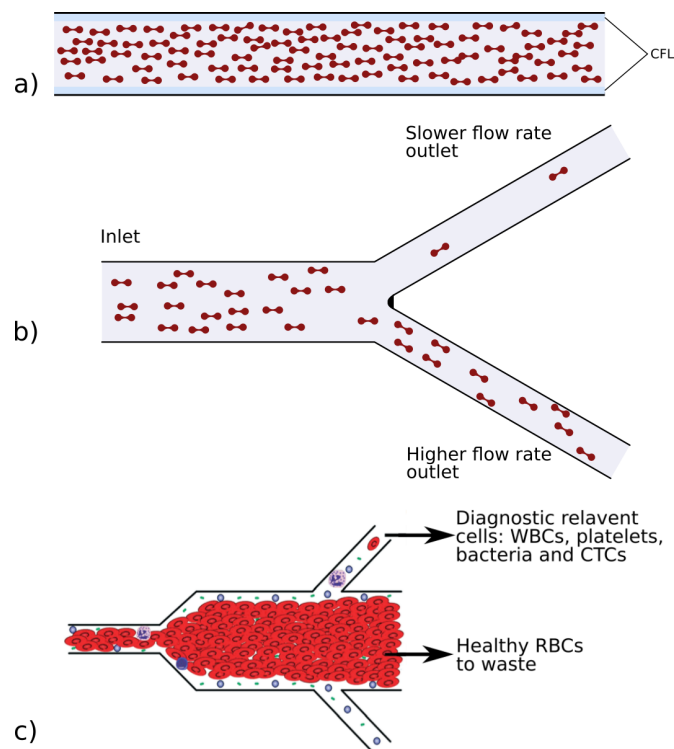 CFL
a)
Slower flow rate
outlet
Inlet
b)
Higher flow rate
outlet
Diagnostic relavent
cells: WBCs, platelets,
bacteria and CTCs
Healthy RBCs
to waste
c)